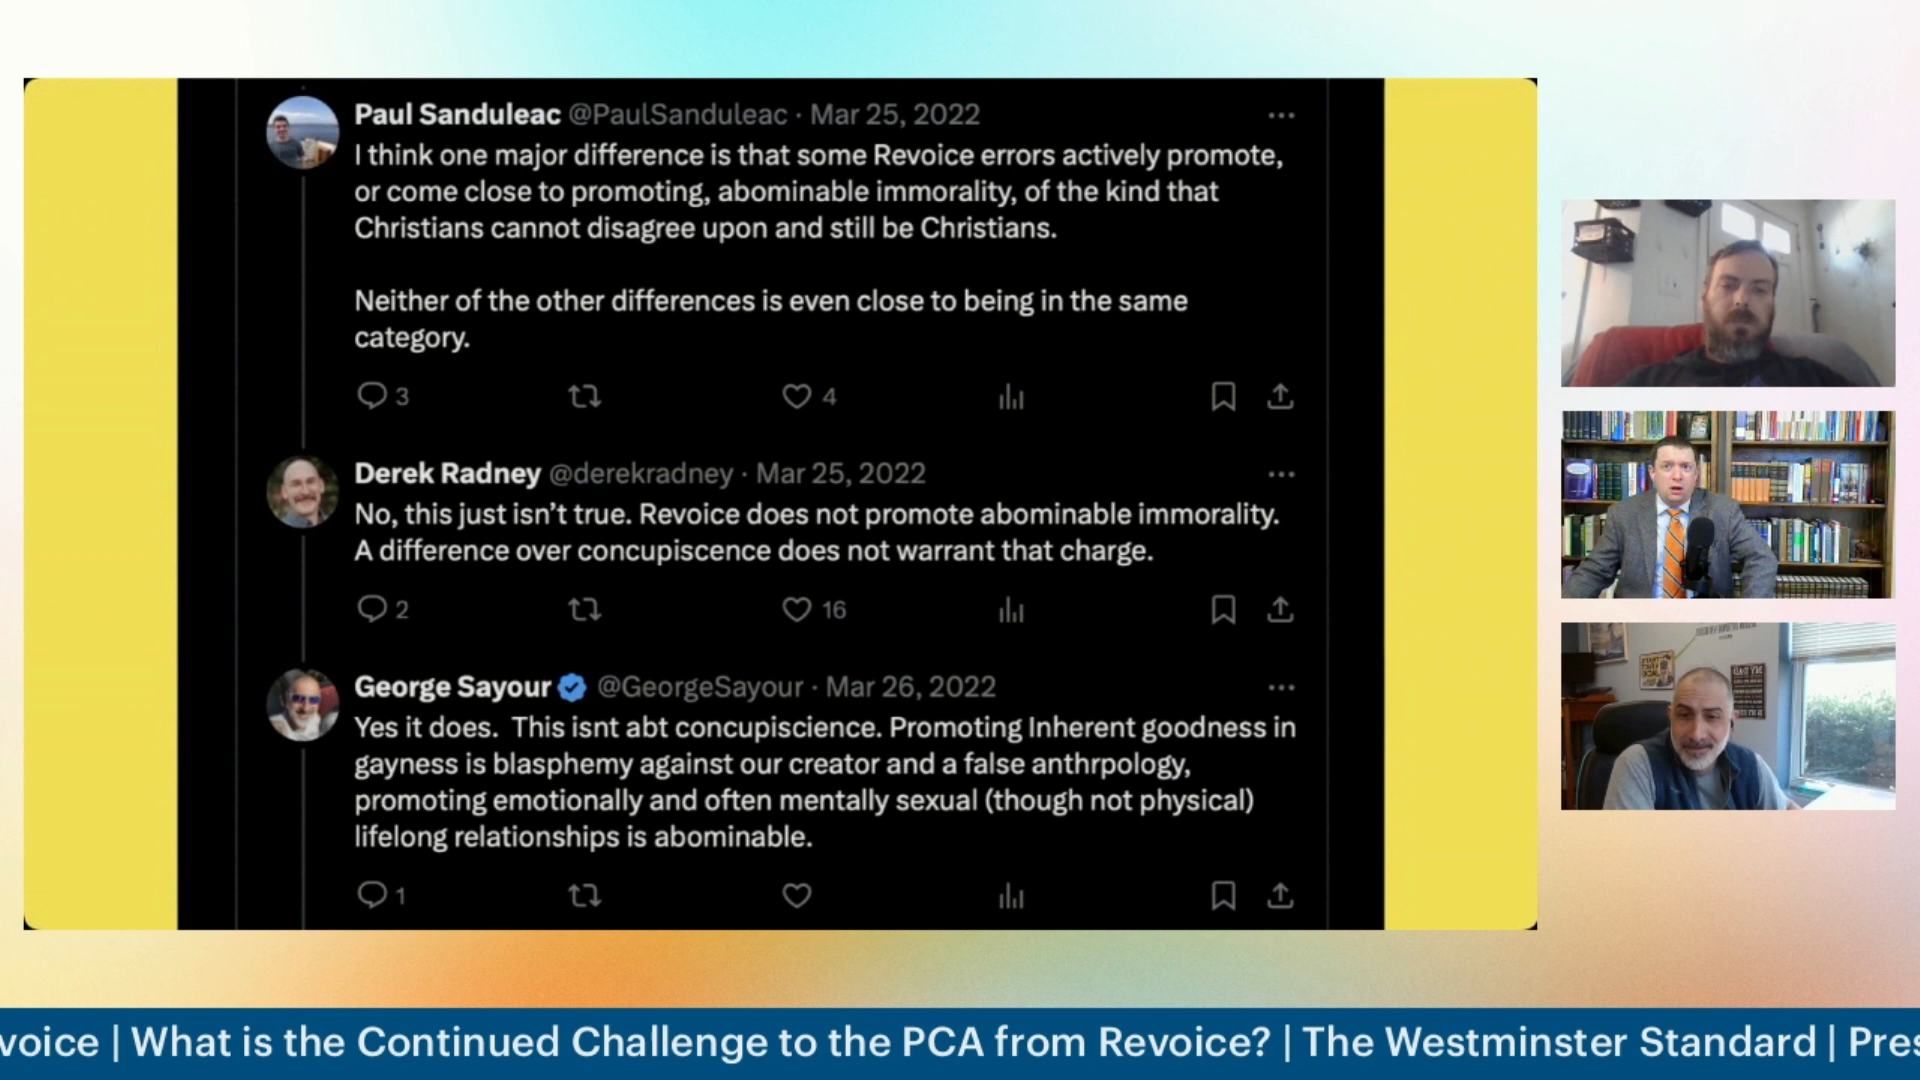 Paul Sanduleac @PaulSanduleac · Mar 25, 2022
I think one major difference is that some Revoice errors actively promote,
or come close to promoting, abominable immorality, of the kind that
Christians cannot disagree upon and still be Christians.
Neither of the other differences is even close to being in the same
category.
3
4
Derek Radney @derekradney · Mar 25, 2022
No, this just isn’t true. Revoice does not promote abominable immorality.
A difference over concupiscence does not warrant that charge.
2
16
George Sayour @GeorgeSayour · Mar 26, 2022
Yes it does.  This isnt abt concupiscience. Promoting Inherent goodness in
gayness is blasphemy against our creator and a false anthrpology,
promoting emotionally and often mentally sexual (though not physical)
lifelong relationships is abominable.
1
voice | What is the Continued Challenge to the PCA from Revoice? | The Westminster Standard | Pres